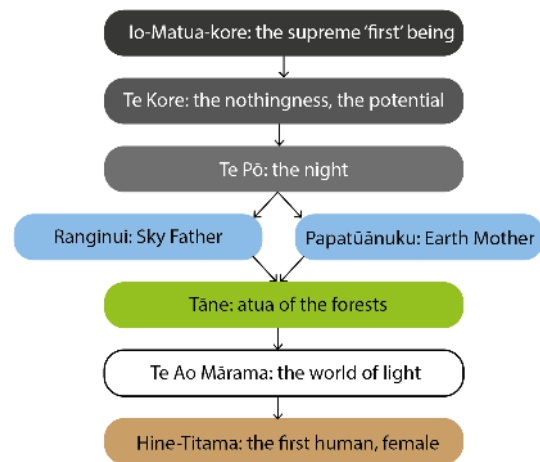 Io-Matua-kore: the supreme ‘first’ being
Te Kore: the nothingness, the potential
Te Pō: the night
Ranginui: Sky Father
Papatūānuku: Earth Mother
Tāne: atua of the forests
Te Ao Mārama: the world of light
Hine-Titama: the first human, female